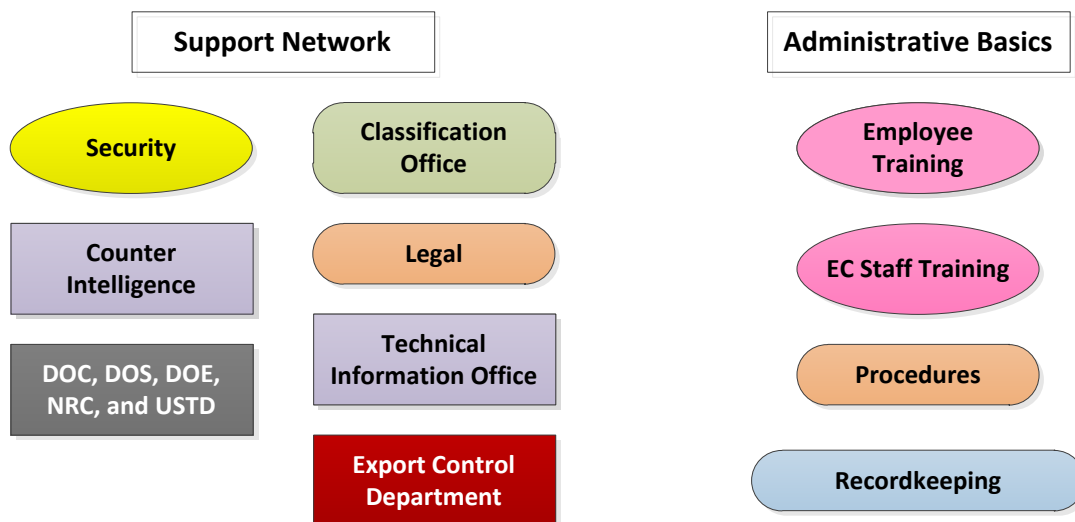 Support Network
Security
Classification
Office
Counter
Intelligence
Legal
DOC, DOS, DOE,
NRC, and USTD
Technical
Information Office
Export Control
Department
Administrative Basics
Employee
Training
EC Staff Training
Procedures
Recordkeeping